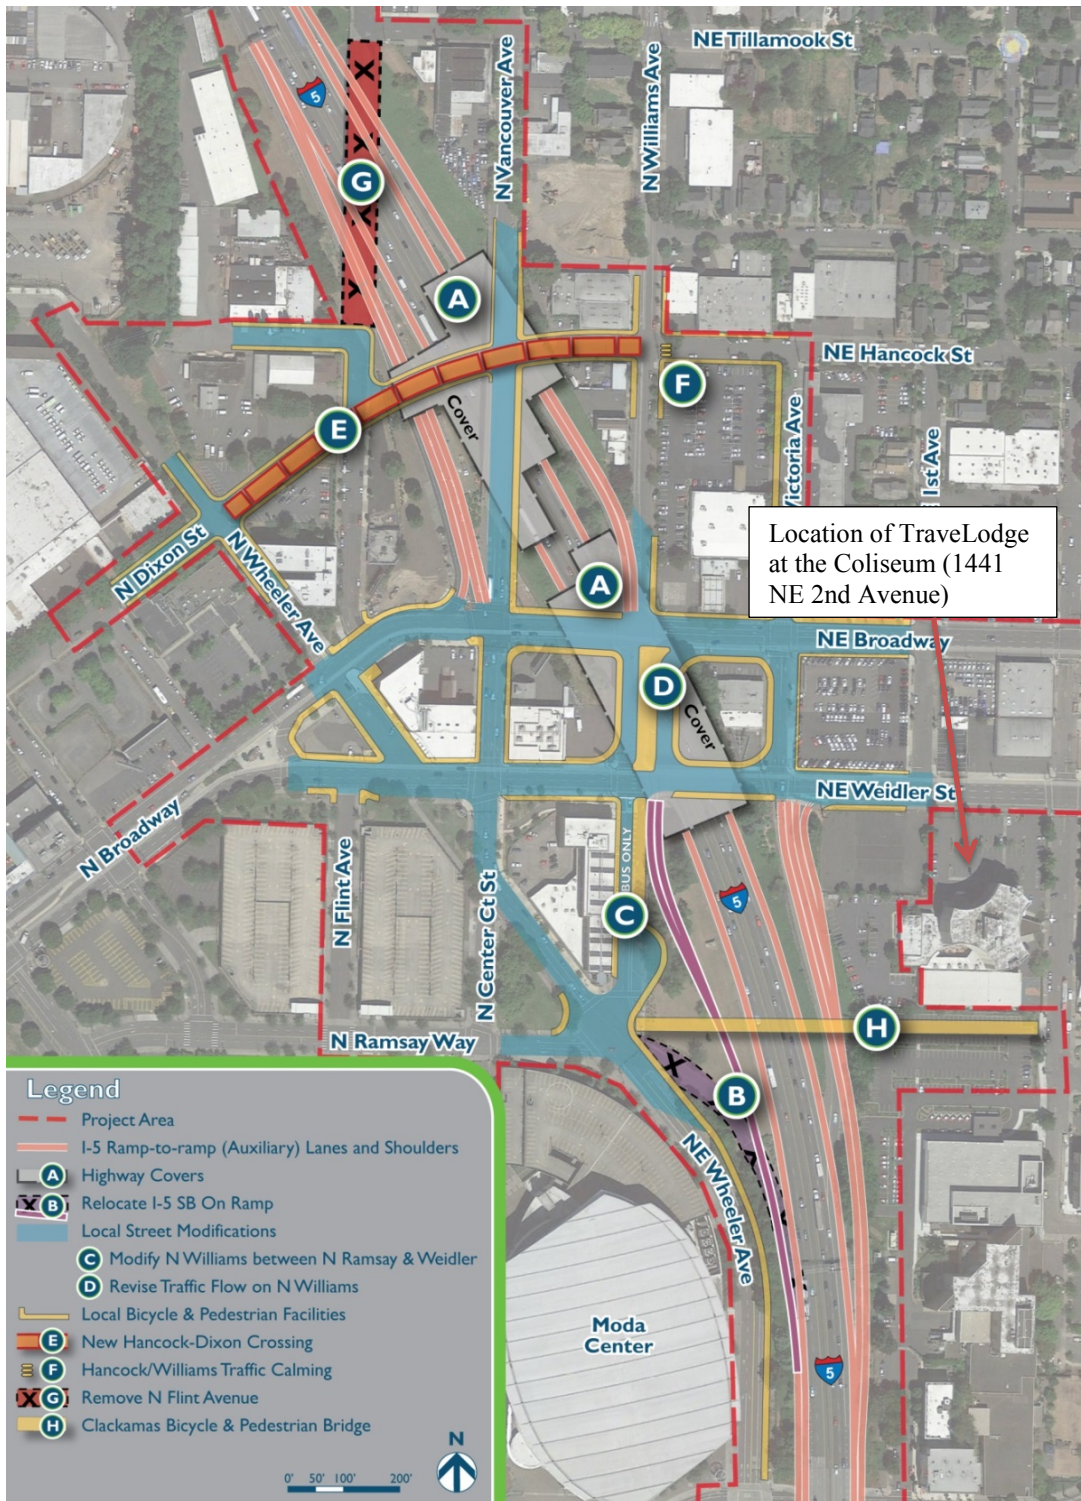 NE Tillamook St
N Vancouver Ave
N Williams Ave
5
G
A
NE Hancock St
F
E
Cover
Victoria Ave
1st Ave
Location of TraveLodge
at the Coliseum (1441
NE 2nd Avenue)
N Dixon St
N Wheeler Ave
A
NE Broadway
D
Cover
NE Weidler St
N Broadway
BUS ONLY
5
C
N Flint Ave
N Center Ct St
H
N Ramsay Way
X
B
NE Wheeler Ave
Moda
Center
5
Legend
Project Area
I-5 Ramp-to-ramp (Auxiliary) Lanes and Shoulders
A Highway Covers
X B Relocate I-5 SB On Ramp
Local Street Modifications
C Modify N Williams between N Ramsay & Weidler
D Revise Traffic Flow on N Williams
Local Bicycle & Pedestrian Facilities
E New Hancock-Dixon Crossing
F Hancock/Williams Traffic Calming
X G Remove N Flint Avenue
H Clackamas Bicycle & Pedestrian Bridge
N
0' 50' 100' 200'